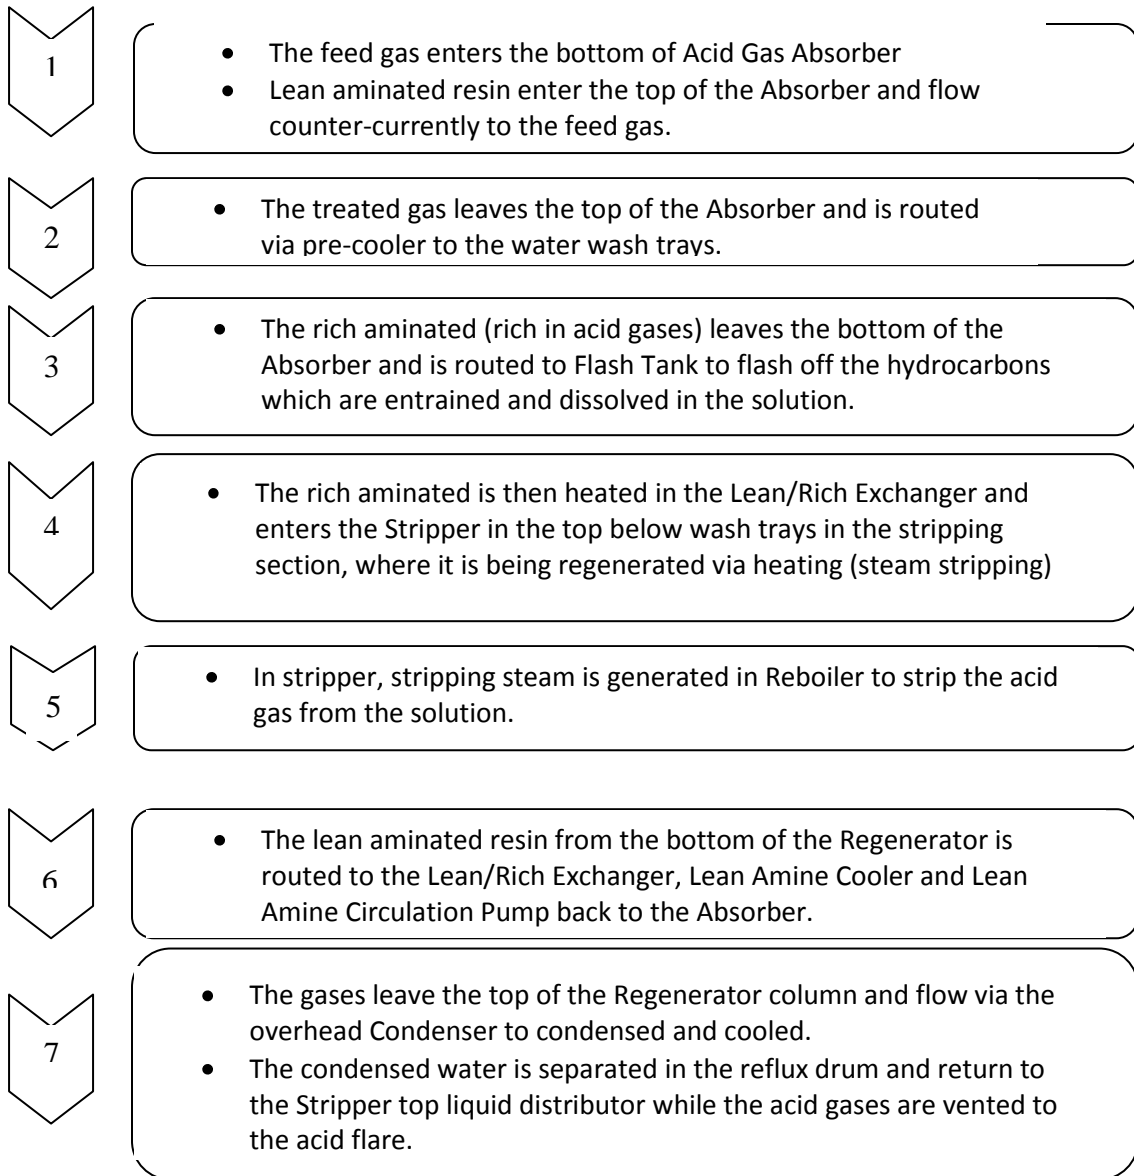 1
• The feed gas enters the bottom of Acid Gas Absorber
• Lean aminated resin enter the top of the Absorber and flow
counter-currently to the feed gas.
2
• The treated gas leaves the top of the Absorber and is routed
via pre-cooler to the water wash trays.
3
• The rich aminated (rich in acid gases) leaves the bottom of the
Absorber and is routed to Flash Tank to flash off the hydrocarbons
which are entrained and dissolved in the solution.
4
• The rich aminated is then heated in the Lean/Rich Exchanger and
enters the Stripper in the top below wash trays in the stripping
section, where it is being regenerated via heating (steam stripping)
5
• In stripper, stripping steam is generated in Reboiler to strip the acid
gas from the solution.
6
• The lean aminated resin from the bottom of the Regenerator is
routed to the Lean/Rich Exchanger, Lean Amine Cooler and Lean
Amine Circulation Pump back to the Absorber.
7
• The gases leave the top of the Regenerator column and flow via the
overhead Condenser to condensed and cooled.
• The condensed water is separated in the reflux drum and return to
the Stripper top liquid distributor while the acid gases are vented to
the acid flare.